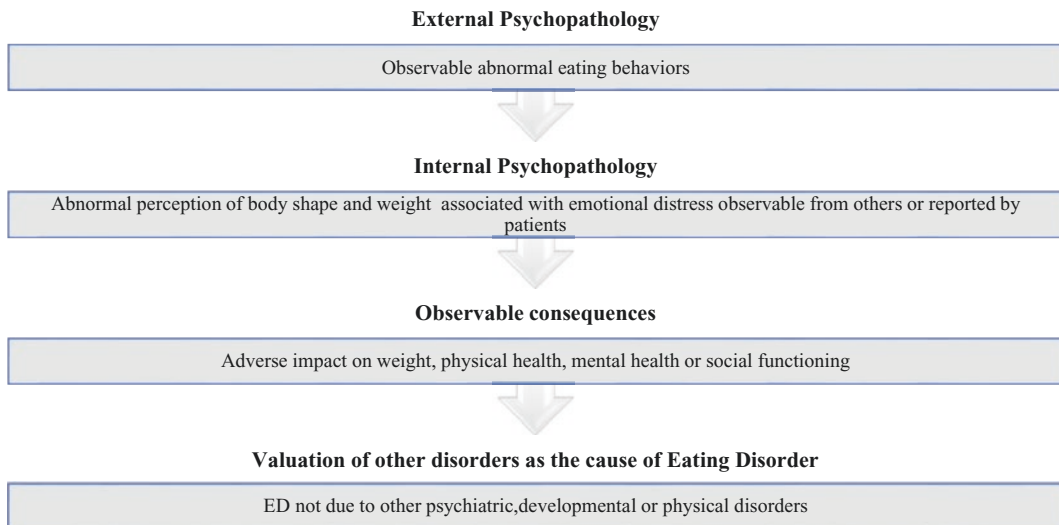 External Psychopathology
Observable abnormal eating behaviors
Internal Psychopathology
Abnormal perception of body shape and weight associated with emotional distress observable from others or reported by
patients
Observable consequences
Adverse impact on weight, physical health, mental health or social functioning
Valuation of other disorders as the cause of Eating Disorder
ED not due to other psychiatric,developmental or physical disorders